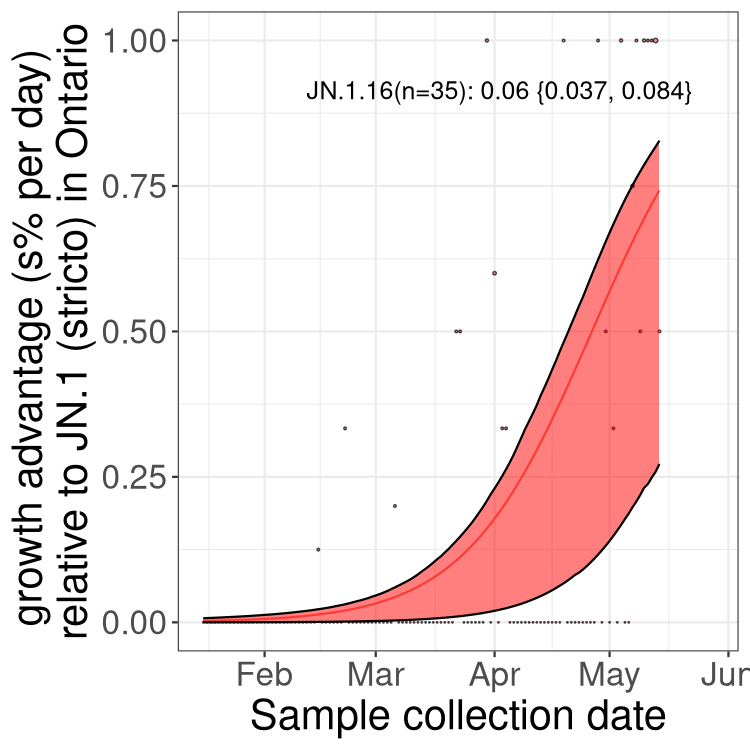 growth advantage (s% per day)
relative to JN.1 (stricto) in Ontario
1.00
0.75
0.50
0.25
0.00
JN.1.16(n=35): 0.06 {0.037, 0.084}
Feb Mar Apr May Jun
Sample collection date